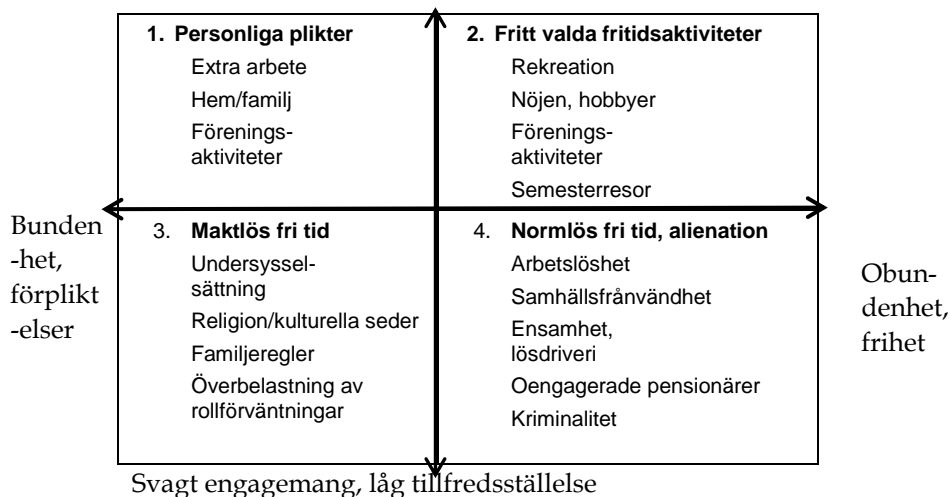 1. Personliga plikter
Extra arbete
Hem/familj
Förenings-
aktiviteter
2. Fritt valda fritidsaktiviteter
Rekreation
Nöjen, hobbyer
Förenings-
aktiviteter
Semesterresor
Bunden
-het,
förplikt
-elser
3. Maktlös fri tid
Undersyssel-
sättning
Religion/kulturella seder
Familjeregler
Överbelastning av
rollförväntningar
4. Normlös fri tid, alienation
Arbetslöshet
Samhällsfrånvändhet
Ensamhet,
lösdriveri
Oengagerade pensionärer
Kriminalitet
Obun-
denhet,
frihet
Svagt engagemang, låg tillfredsställelse